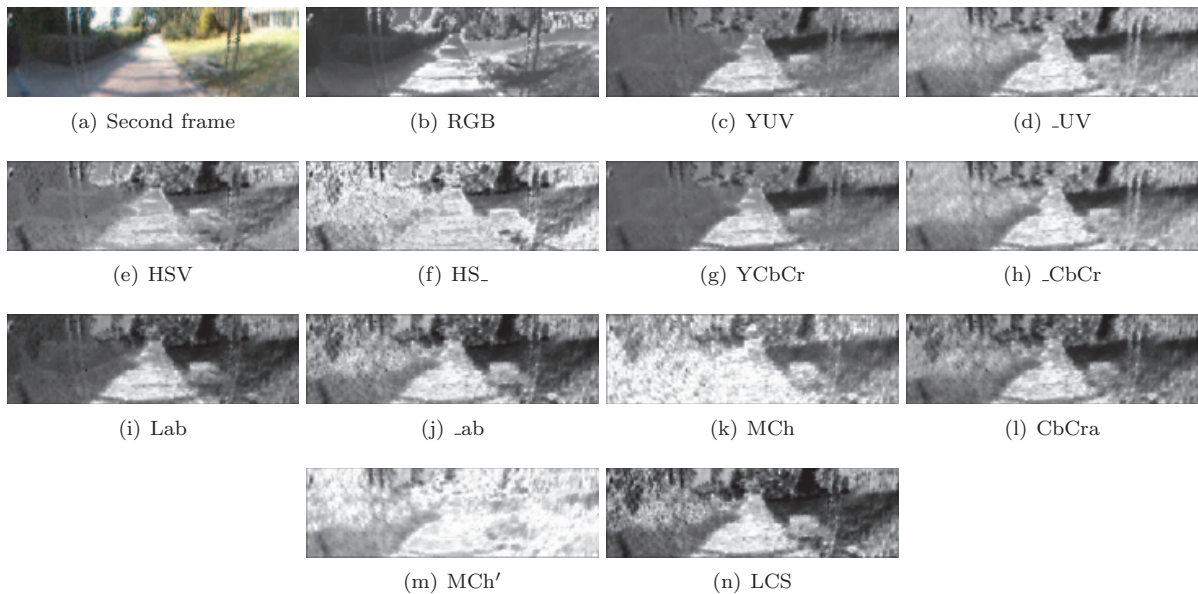 (a) Second frame
(b) RGB
(c) YUV
(d) _UV
(e) HSV
(f) HS_
(g) YCbCr
(h) _CbCr
(i) Lab
(j) _ab
(k) MCh
(l) CbCra
(m) MCh′
(n) LCS